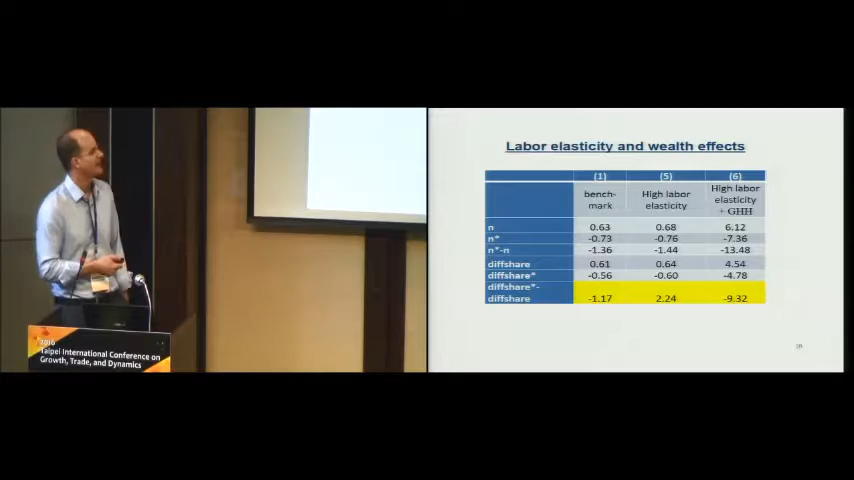 2016
Taipei International Conference on
Growth, Trade, and Dynamics
Labor elasticity and wealth effects
(1) (5) (6)
bench-mark High labor elasticity High labor elasticity + GHH
n 0.63 0.68 6.12
n* -0.73 -0.76 -7.36
n*-n -1.36 -1.44 -13.48
diffshare 0.61 0.64 4.54
diffshare* -0.56 -0.60 -4.78
diffshare*-diffshare -1.17 2.24 -9.32